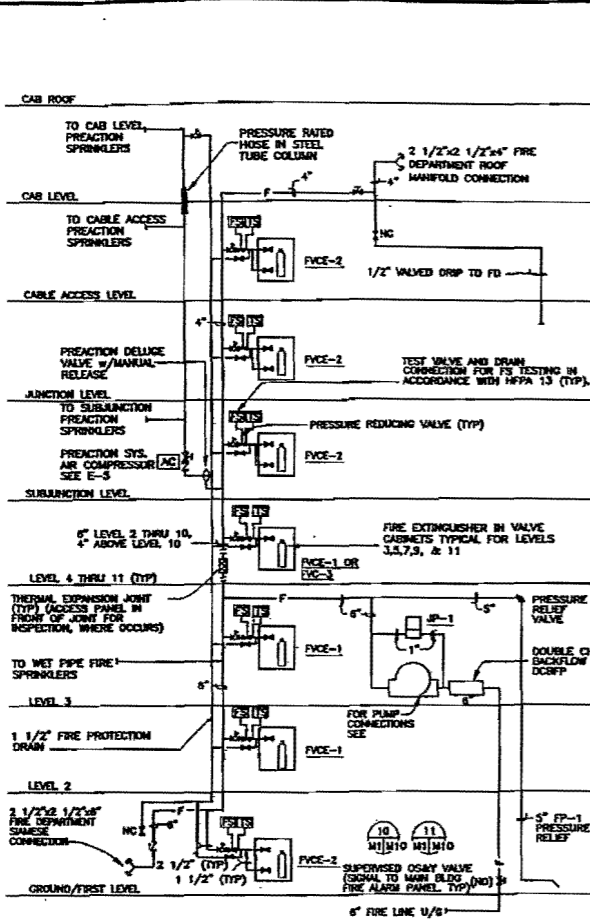 CAB ROOF
TO CAB LEVEL
PREACTION
SPRINKLERS
PRESSURE RATED
HOSE IN STEEL
TUBE COLUMN
2 1/2"x2 1/2"x4" FIRE
DEPARTMENT ROOF
MANIFOLD CONNECTION
F
4"
4"
CAB LEVEL
TO CABLE ACCESS
PREACTION
SPRINKLERS
NC
FS TS
FVCE-2
1/2" VALVED DRIP TO FD
CABLE ACCESS LEVEL
4"
FS TS
PREACTION DELUGE
VALVE w/MANUAL
RELEASE
FVCE-2
TEST VALVE AND DRAIN
CONNECTION FOR FS TESTING IN
ACCORDANCE WITH NFPA 13 (TYP).
JUNCTION LEVEL
TO SUBJUNCTION
PREACTION
SPRINKLERS
FS TS
PRESSURE REDUCING VALVE (TYP)
PREACTION SYS.
AIR COMPRESSOR
SEE E-5
AC
FVCE-2
SUBJUNCTION LEVEL
6" LEVEL 2 THRU 10,
4" ABOVE LEVEL 10
FIRE EXTINGUISHER IN VALVE
CABINETS TYPICAL FOR LEVELS
3,5,7,9, & 11
FVCE-1 OR
FVC-3
LEVEL 4 THRU 11 (TYP)
THERMAL EXPANSION JOINT
(TYP) (ACCESS PANEL IN
FRONT OF JOINT FOR
INSPECTION, WHERE OCCURS)
F
6"
5"
PRESSURE
RELIEF
VALVE
FS TS
JP-1
1"
FVCE-1
TO WET PIPE FIRE
SPRINKLERS
DOUBLE CH
BACKFLOW
DCBFP
6"
6"
LEVEL 3
FS TS
FOR PUMP
CONNECTIONS
SEE
1 1/2" FIRE PROTECTION
DRAIN
FVCE-1
LEVEL 2
2 1/2"x2 1/2"x6"
FIRE DEPARTMENT
SIAMESE
CONNECTION
NC
6"
F
FS TS
2 1/2" (TYP)
1 1/2" (TYP)
FVCE-2
10
M1 M10
11
M1 M10
5" FP-1
PRESSURE
RELIEF
SUPERVISED OS&Y VALVE
(SIGNAL TO MAIN BLDG
FIRE ALARM PANEL. TYP)(NO)
GROUND/FIRST LEVEL
6" FIRE LINE U/G